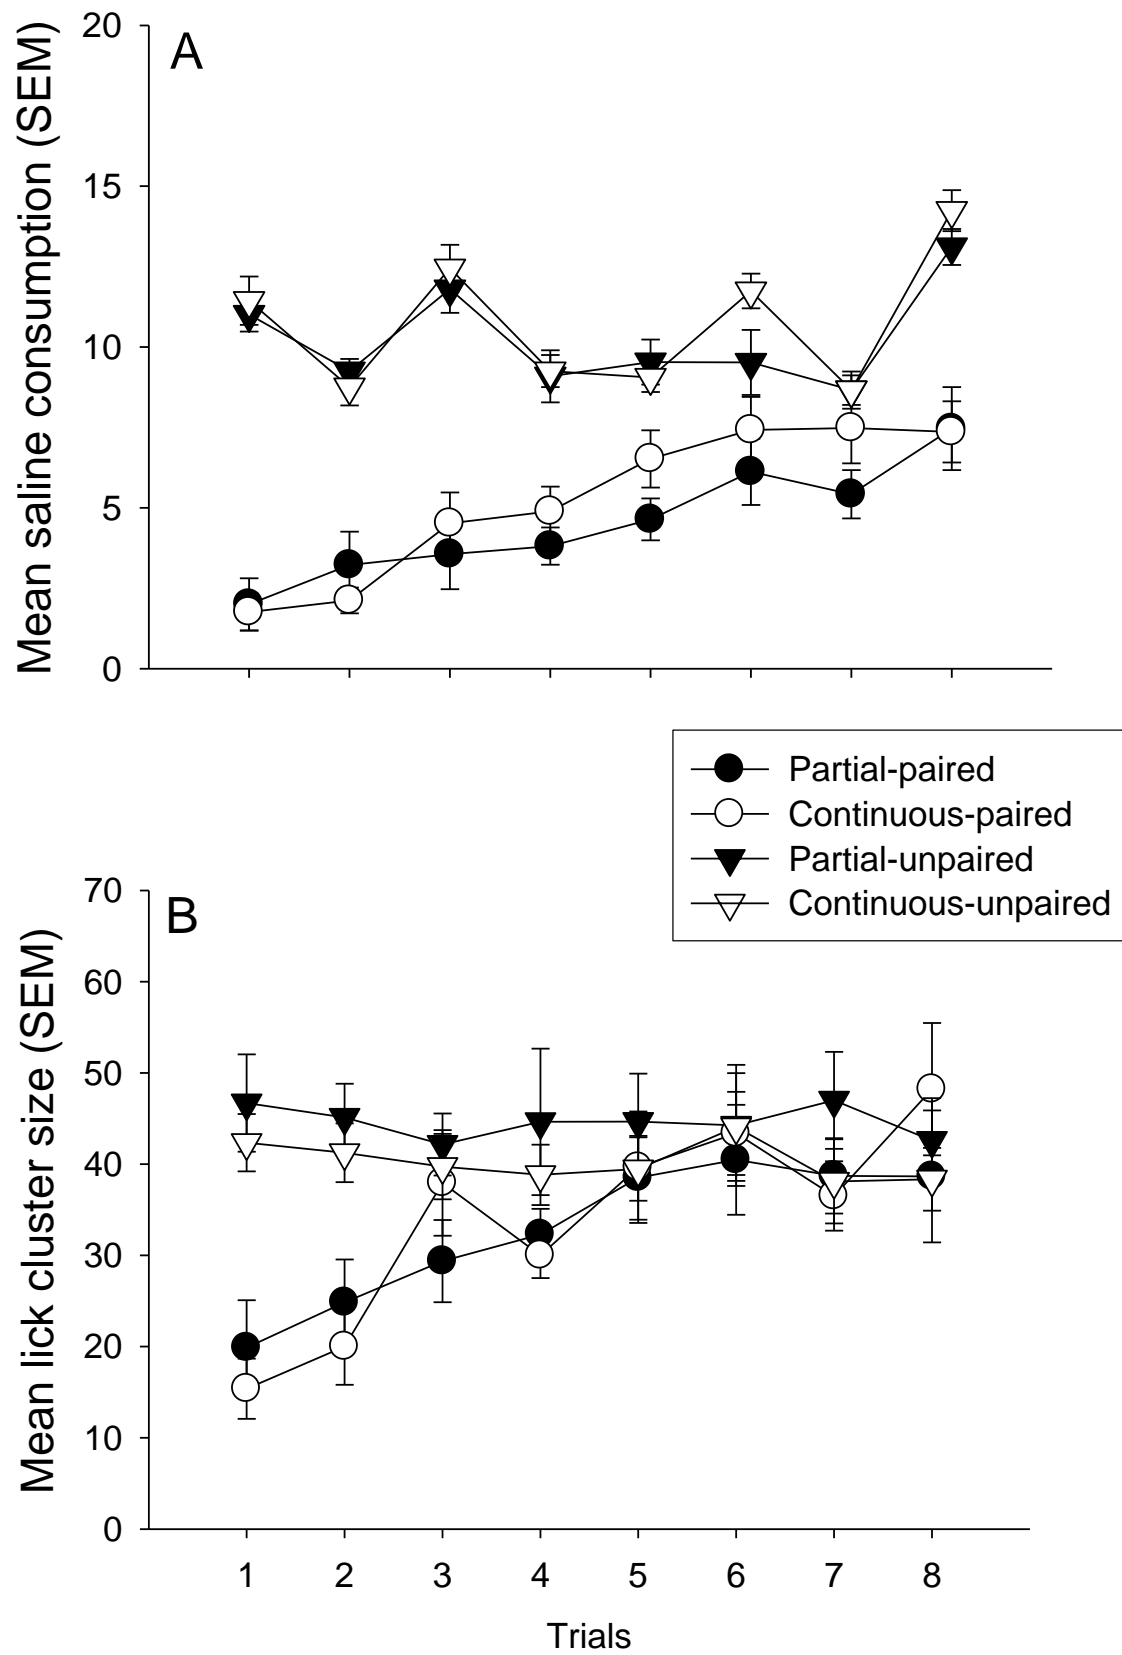 Mean saline consumption (SEM)
A
20
15
10
5
0
Partial-paired
Continuous-paired
Partial-unpaired
Continuous-unpaired
Mean lick cluster size (SEM)
B
70
60
50
40
30
20
10
0
1 2 3 4 5 6 7 8
Trials